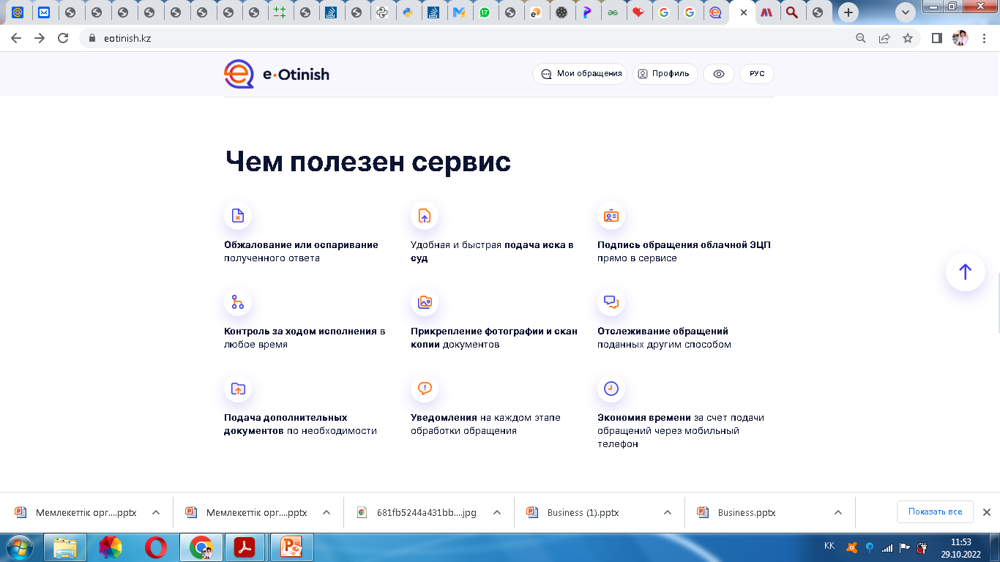 17
eotinish.kz
e·Otinish
Мои обращения
Профиль
РУС
Чем полезен сервис
Обжалование или оспаривание
полученного ответа
Удобная и быстрая подача иска в
суд
Подпись обращения облачной ЭЦП
прямо в сервисе
Контроль за ходом исполнения в
любое время
Прикрепление фотографии и скан
копии документов
Отслеживание обращений
поданных другим способом
Подача дополнительных
документов по необходимости
Уведомления на каждом этапе
обработки обращения
Экономия времени за счет подачи
обращений через мобильный
телефон
Мемлекеттік орг....pptx
Мемлекеттік орг....pptx
681fb5244a431bb....jpg
Business (1).pptx
Business.pptx
Показать все
KK
11:53
29.10.2022